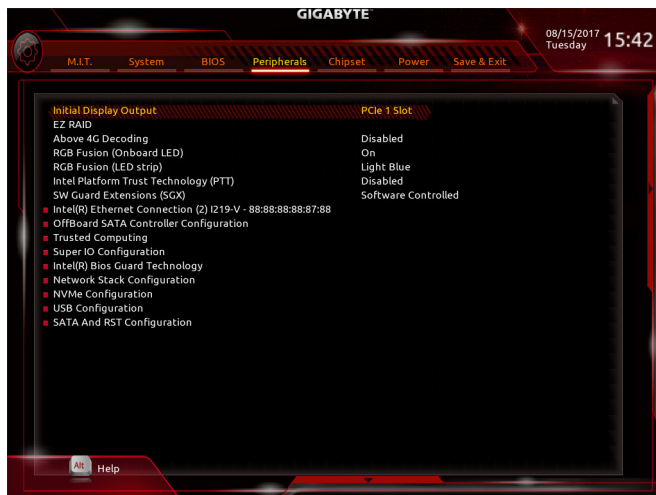 GIGABYTE™
08/15/2017 15:42
Tuesday
M.I.T. System BIOS Peripherals Chipset Power Save & Exit
Initial Display Output PCIe 1 Slot
EZ RAID
Above 4G Decoding Disabled
RGB Fusion (Onboard LED) On
RGB Fusion (LED strip) Light Blue
Intel Platform Trust Technology (PTT) Disabled
SW Guard Extensions (SGX) Software Controlled
Intel(R) Ethernet Connection (2) I219-V - 88:88:88:88:87:88
OffBoard SATA Controller Configuration
Trusted Computing
Super IO Configuration
Intel(R) Bios Guard Technology
Network Stack Configuration
NVMe Configuration
USB Configuration
SATA And RST Configuration
Alt Help